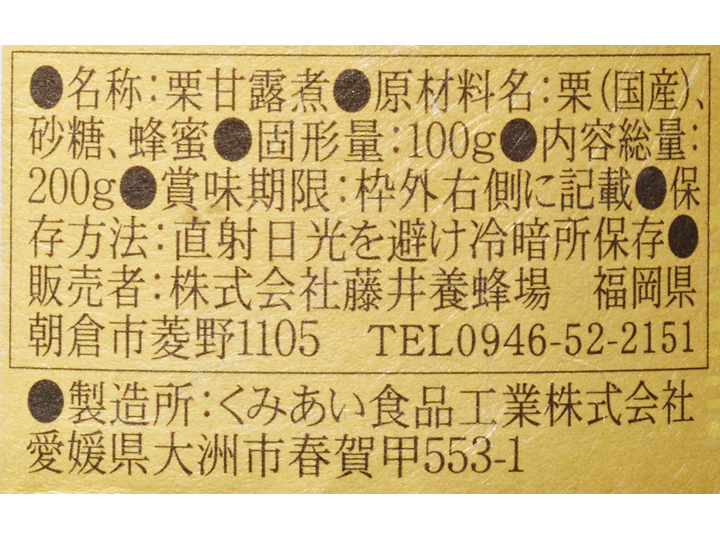 ●名称:栗甘露煮●原材料名:栗(国産)、
砂糖、蜂蜜●固形量:100g●内容総量:
200g●賞味期限:枠外右側に記載●保
存方法:直射日光を避け冷暗所保存●
販売者:株式会社藤井養蜂場 福岡県
朝倉市菱野1105 TEL0946-52-2151
●製造所:くみあい食品工業株式会社
愛媛県大洲市春賀甲553-1